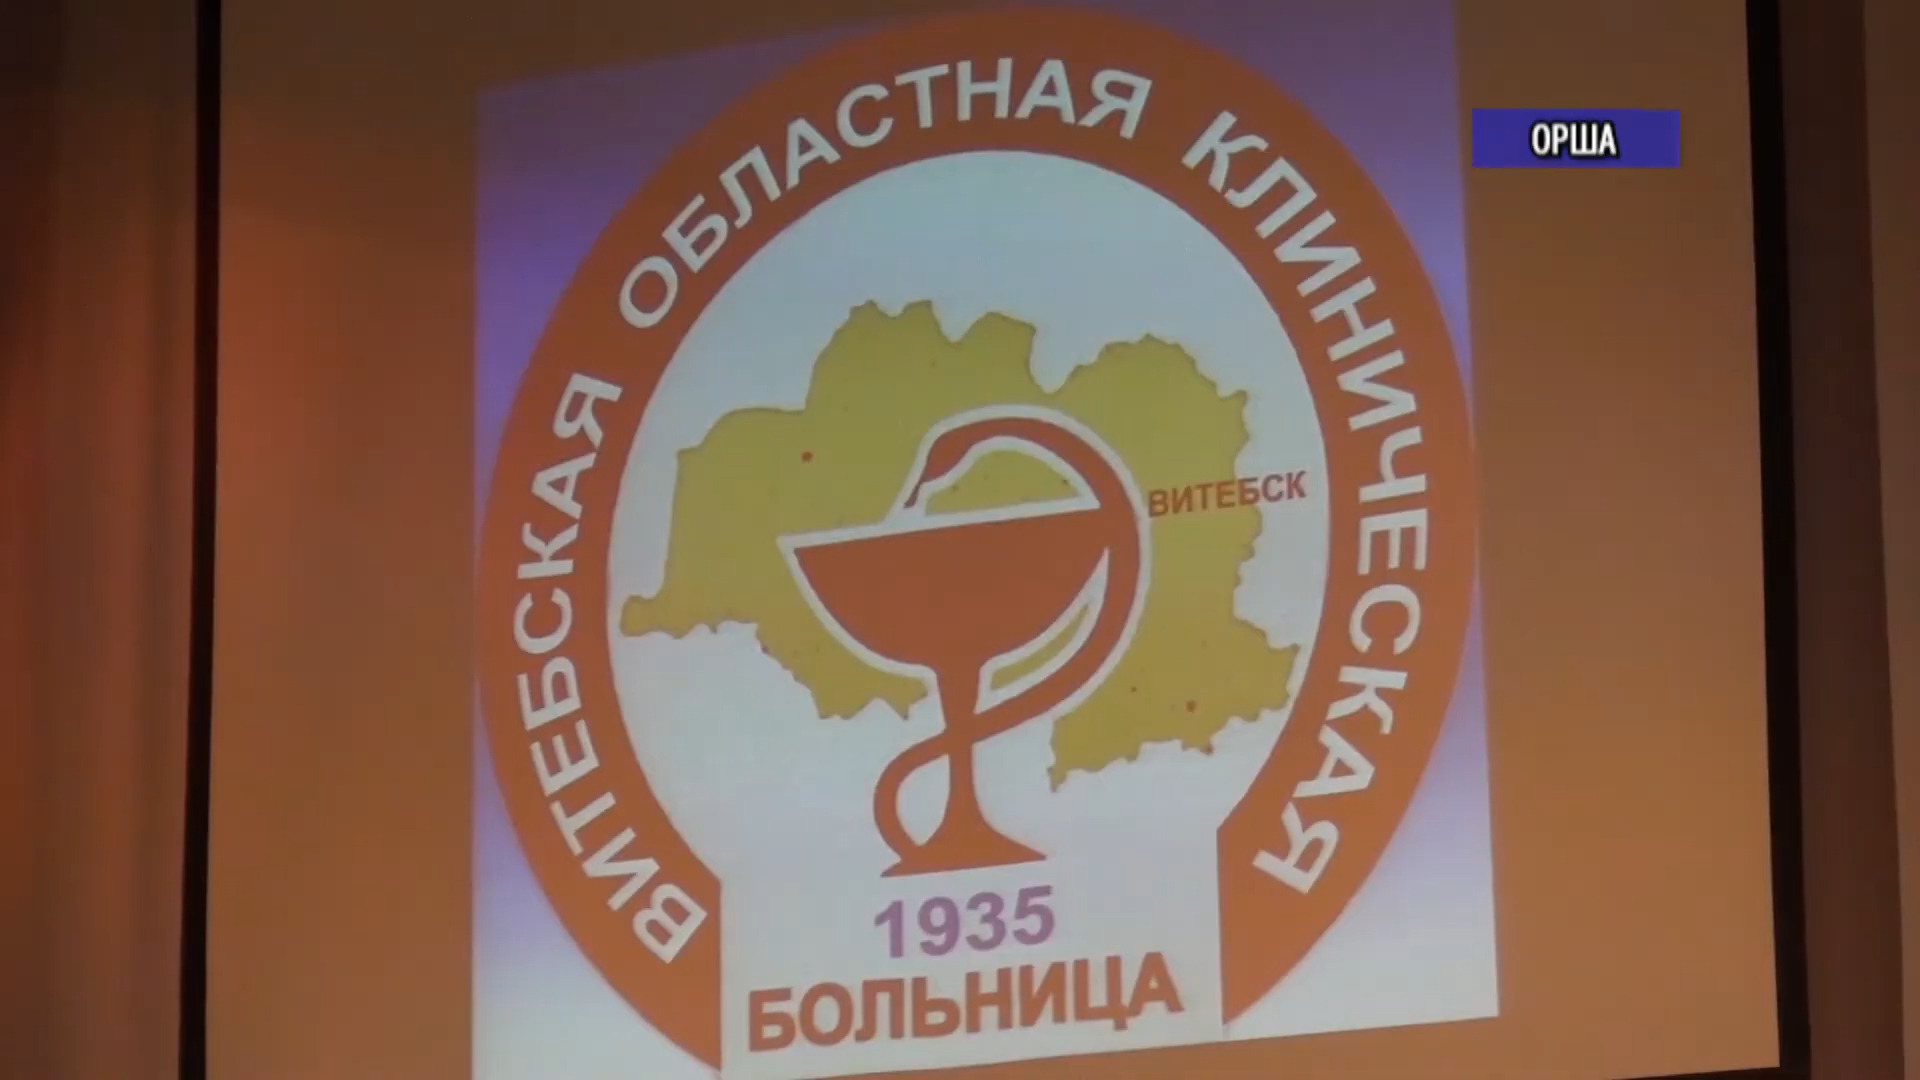 ВИТЕБСКАЯ ОБЛАСТНАЯ КЛИНИЧЕСКАЯ
ОРША
ВИТЕБСК
1935
БОЛЬНИЦА